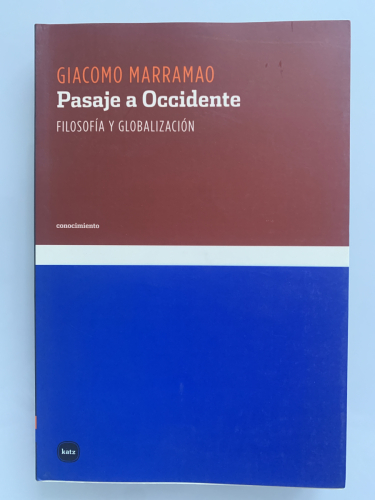 GIACOMO MARRAMAO
Pasaje a Occidente
FILOSOFÍA Y GLOBALIZACIÓN
conocimiento
katz